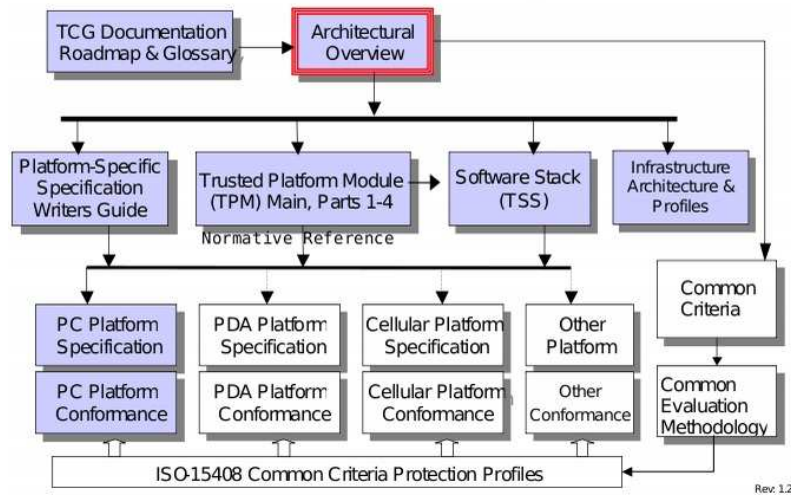 TCG Documentation
Roadmap & Glossary
Architectural
Overview
Platform-Specific
Specification
Writers Guide
Trusted Platform Module
(TPM) Main, Parts 1-4
Software Stack
(TSS)
Infrastructure
Architecture &
Profiles
Normative Reference
Common
Criteria
PC Platform
Specification
PDA Platform
Specification
Cellular Platform
Specification
Other
Platform
PC Platform
Conformance
PDA Platform
Conformance
Cellular Platform
Conformance
Other
Conformance
Common
Evaluation
Methodology
ISO-15408 Common Criteria Protection Profiles
Rev: 1.2